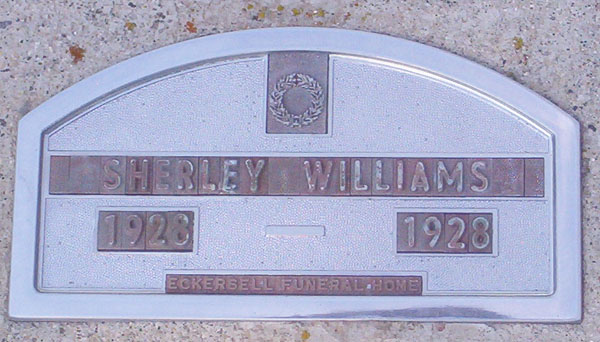 SHERLEY WILLIAMS
1928 — 1928
ECKERSELL FUNERAL HOME